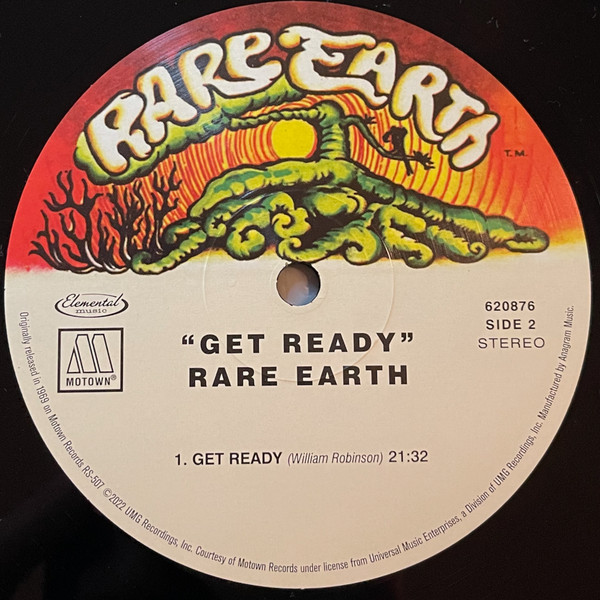 RARE EARTH
T.M.
Elemental
music
MOTOWN®
620876
SIDE 2
STEREO
“GET READY”
RARE EARTH
1. GET READY (William Robinson) 21:32
Originally released in 1969 on Motown Records RS-507 ©2022 UMG Recordings, Inc. Courtesy of Motown Records under license from Universal Music Enterprises, a Division of UMG Recordings, Inc. Manufactured by Anagram Music.